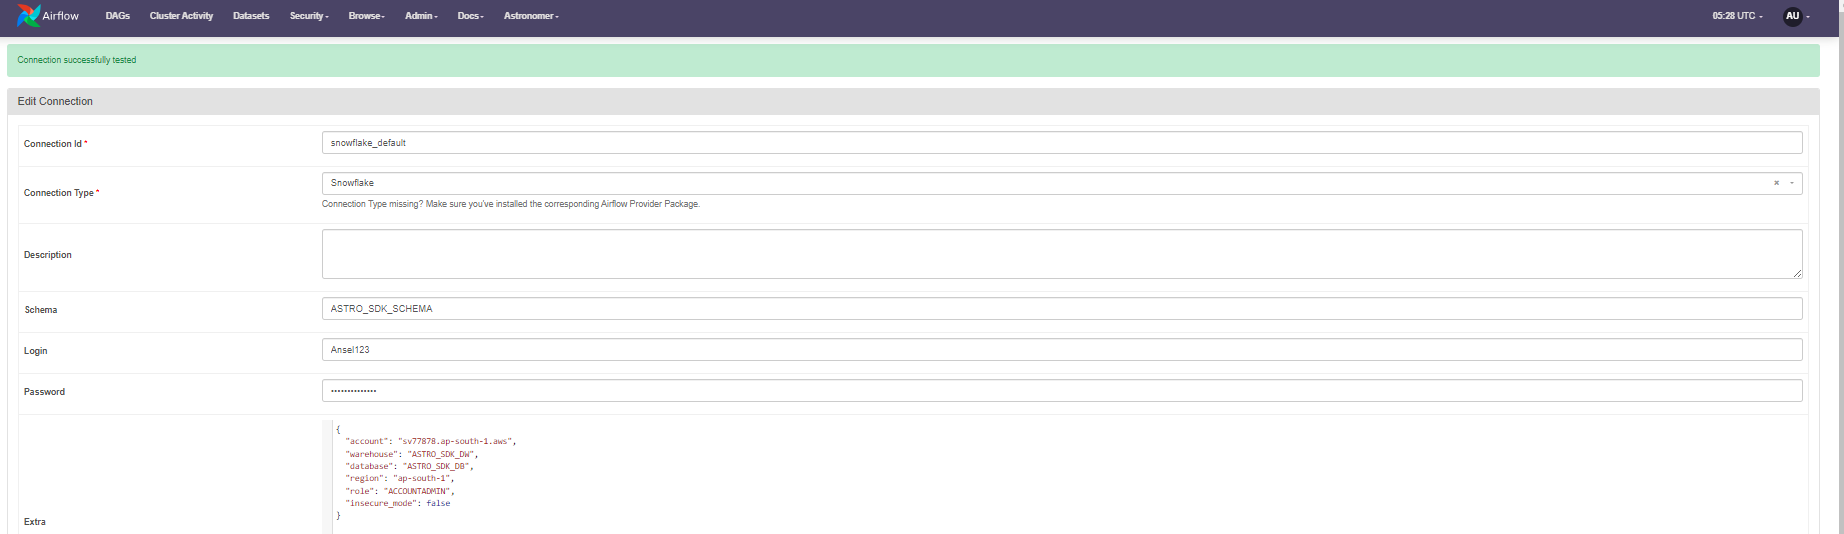 Airflow DAGs Cluster Activity Datasets Security Browse Admin Docs Astronomer 05:28 UTC AU
Connection successfully tested
Edit Connection
Connection Id * snowflake_default
Connection Type * Snowflake
Connection Type missing? Make sure you've installed the corresponding Airflow Provider Package.
Description
Schema ASTRO_SDK_SCHEMA
Login Ansel123
Password ••••••••••••••
{
"account": "sv77878.ap-south-1.aws",
"warehouse": "ASTRO_SDK_DW",
"database": "ASTRO_SDK_DB",
"region": "ap-south-1",
"role": "ACCOUNTADMIN",
"insecure_mode": false
}
Extra